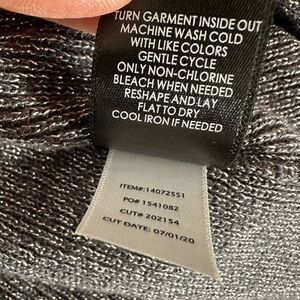 TURN GARMENT INSIDE OUT
MACHINE WASH COLD
WITH LIKE COLORS
GENTLE CYCLE
ONLY NON-CHLORINE
BLEACH WHEN NEEDED
RESHAPE AND LAY
FLAT TO DRY
COOL IRON IF NEEDED
ITEM#: 14072551
PO# 1541082
CUT# 202154
CUT DATE: 07/01/20